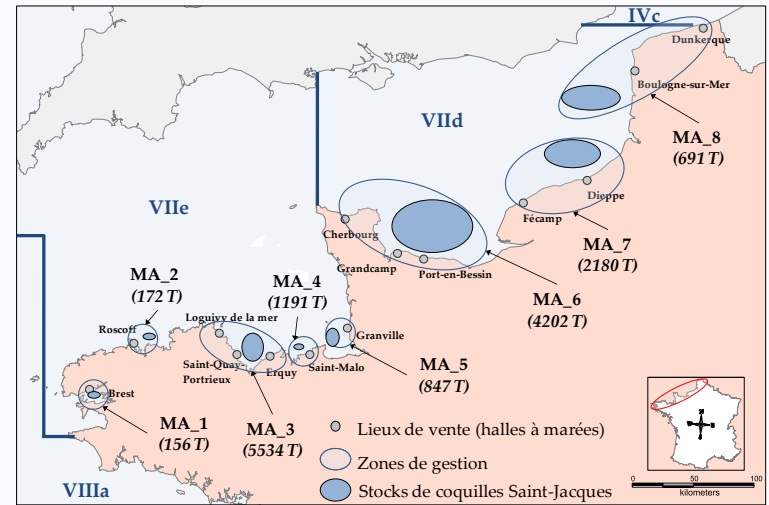 IVc
Dunkerque
Boulogne-sur-Mer
VIId
MA_8
(691 T)
Dieppe
Fécamp
VIIe
Cherbourg
MA_7
(2180 T)
Grandcamp
Port-en-Bessin
MA_2
(172 T)
MA_4
(1191 T)
MA_6
(4202 T)
Loguivy de la mer
Roscoff
Granville
Saint-Quay-
Portrieux
Erquy
Saint-Malo
MA_5
(847 T)
Brest
MA_1
(156 T)
MA_3
(5534 T)
Lieux de vente (halles à marées)
Zones de gestion
Stocks de coquilles Saint-Jacques
VIIIa
0 50 100
kilometers